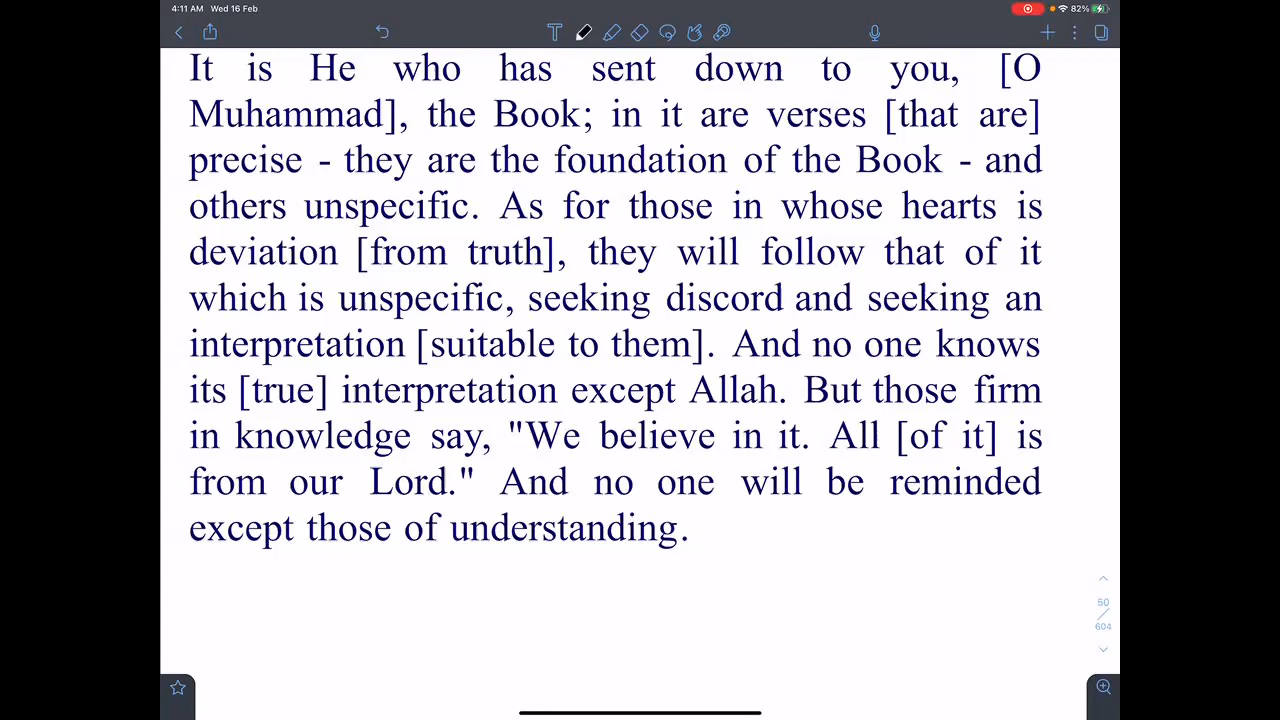 4:11 AM Wed 16 Feb
82%
It is He who has sent down to you, [O
Muhammad], the Book; in it are verses [that are]
precise - they are the foundation of the Book - and
others unspecific. As for those in whose hearts is
deviation [from truth], they will follow that of it
which is unspecific, seeking discord and seeking an
interpretation [suitable to them]. And no one knows
its [true] interpretation except Allah. But those firm
in knowledge say, "We believe in it. All [of it] is
from our Lord." And no one will be reminded
except those of understanding.
50
604